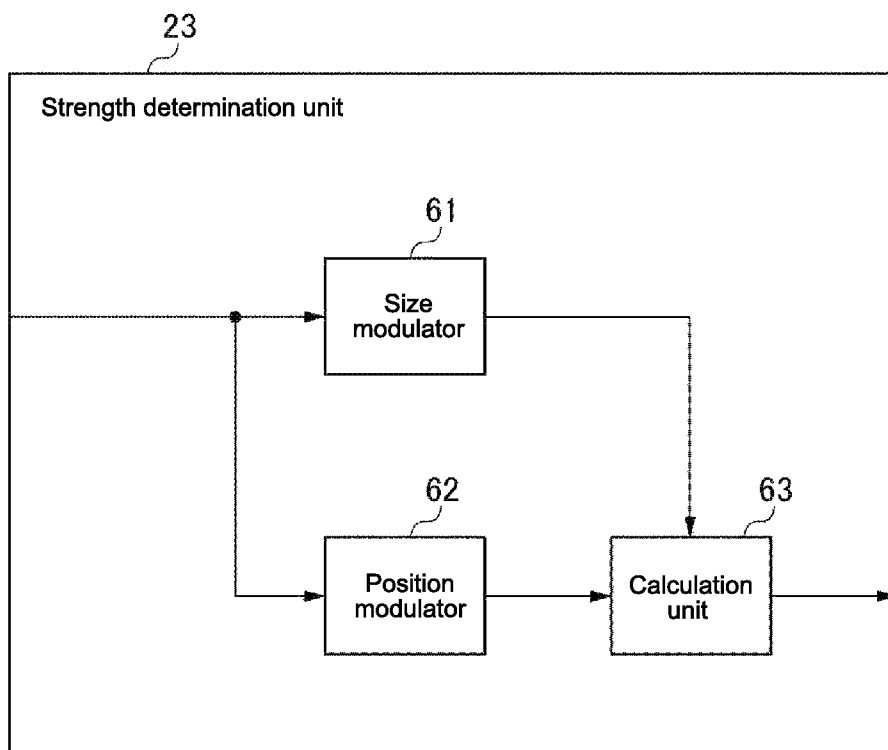 23
Strength determination unit
61
Size
modulator
62
Position
modulator
63
Calculation
unit